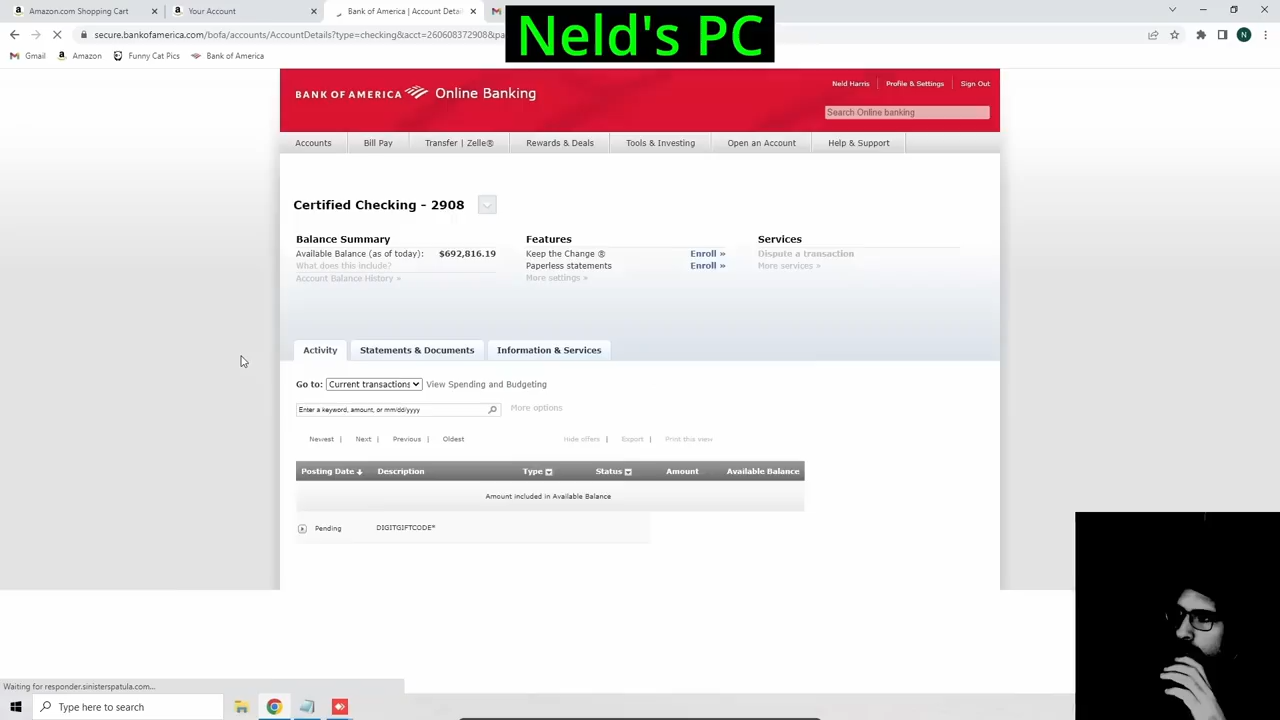 Amazon.com Shopping Cart
Your Account
Bank of America | Account Detai
Neld's PC
secure.bankofamerican.com/bofa/accounts/AccountDetails?type=checking&acct=260608372908&pa
Gmail
Amazon
Funny Cat Pics
Bank of America
N
BANK OF AMERICA Online Banking
Neld Harris
Profile & Settings
Sign Out
Search Online banking
Accounts
Bill Pay
Transfer | Zelle®
Rewards & Deals
Tools & Investing
Open an Account
Help & Support
Certified Checking - 2908
Balance Summary
Available Balance (as of today): $692,816.19
What does this include?
Account Balance History »
Features
Keep the Change ® Enroll »
Paperless statements Enroll »
More settings »
Services
Dispute a transaction
More services »
Activity
Statements & Documents
Information & Services
Go to: Current transactions View Spending and Budgeting
Enter a keyword, amount, or mm/dd/yyyy
More options
Newest | Next | Previous | Oldest
Hide offers | Export | Print this view
Posting Date Description Type Status Amount Available Balance
Amount included in Available Balance
Pending DIGITGIFTCODE*
Waiting for responder.sinisterspatula.com...
Type here to search